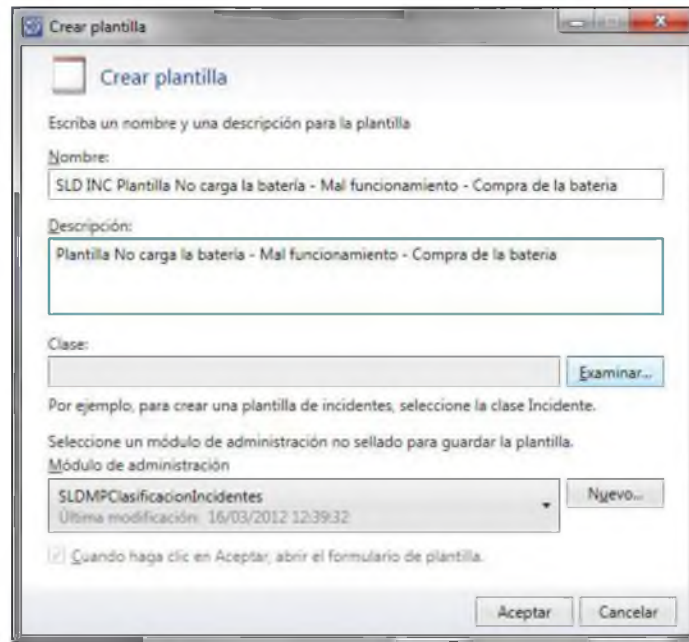 Crear plantilla
Crear plantilla
Escriba un nombre y una descripción para la plantilla
Nombre:
SLD INC Plantilla No carga la batería - Mal funcionamiento - Compra de la bateria
Descripción:
Plantilla No carga la batería - Mal funcionamiento - Compra de la bateria
Clase:
Examinar...
Por ejemplo, para crear una plantilla de incidentes, seleccione la clase Incidente.
Seleccione un módulo de administración no sellado para guardar la plantilla.
Módulo de administración
SLDMPClasificacionIncidentes
Última modificación: 16/03/2012 12:39:32
Nuevo...
Cuando haga clic en Aceptar, abrir el formulario de plantilla.
Aceptar Cancelar